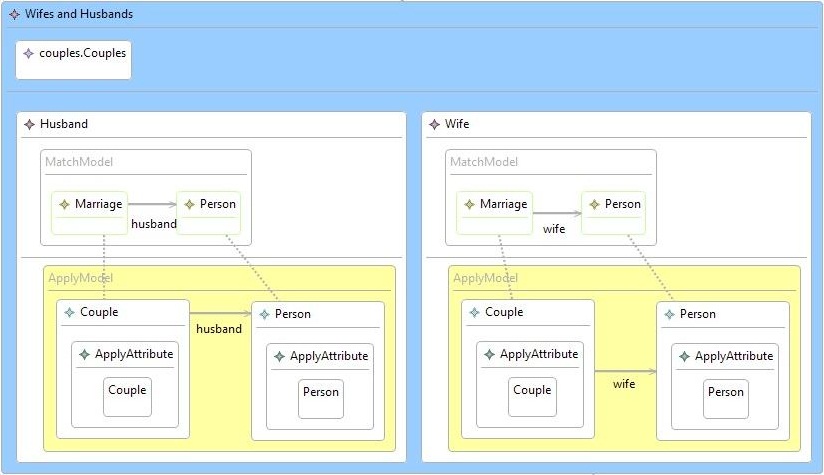 Wifes and Husbands
couples.Couples
Husband
MatchModel
Marriage
Person
husband
ApplyModel
Couple
husband
Person
ApplyAttribute
Couple
ApplyAttribute
Person
Wife
MatchModel
Marriage
Person
wife
ApplyModel
Couple
Person
ApplyAttribute
Couple
wife
ApplyAttribute
Person